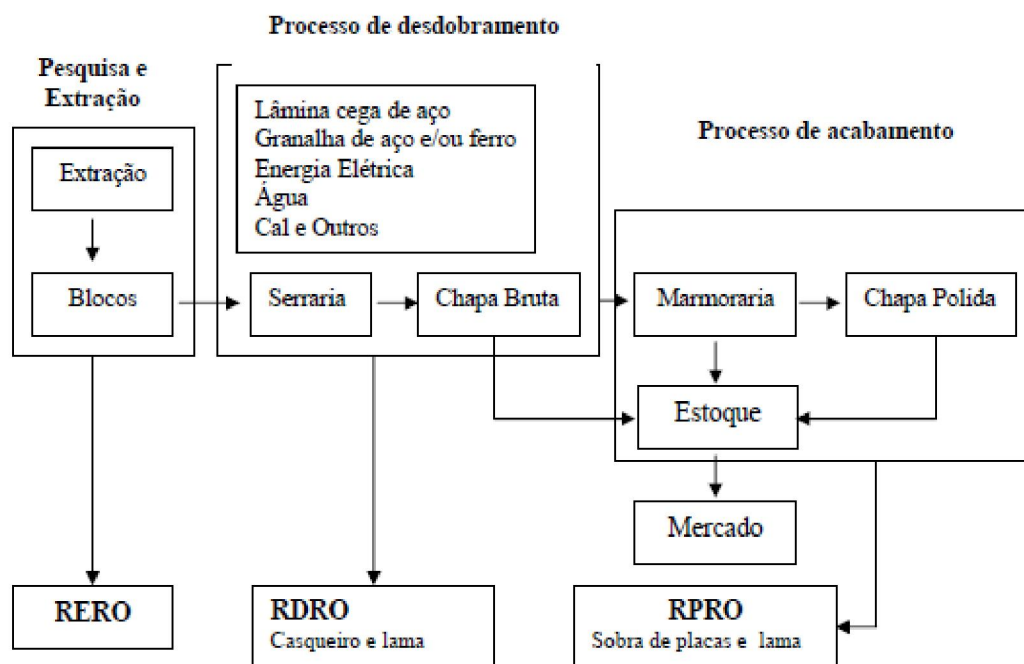 Processo de desdobramento
Pesquisa e
Extração
Lâmina cega de aço
Granalha de aço e/ou ferro
Energia Elétrica
Água
Cal e Outros
Processo de acabamento
Extração
Blocos
Serraria
Chapa Bruta
Marmoraria
Chapa Polida
Estoque
Mercado
RERO
RDRO
Casqueiro e lama
RPRO
Sobra de placas e lama